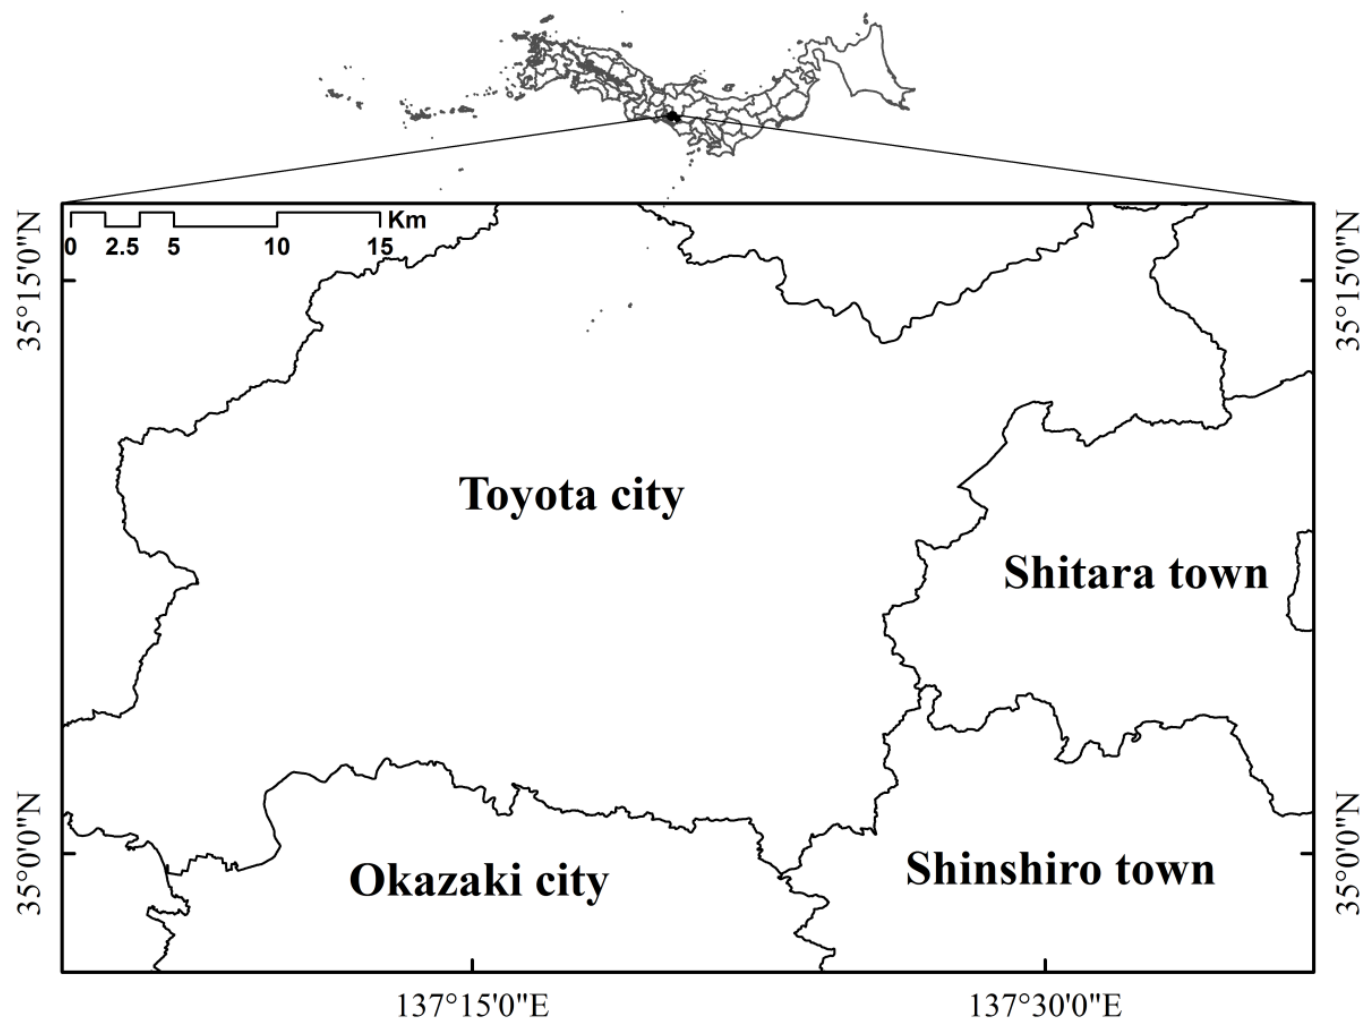 Km
0 2.5 5 10 15
35°15'0"N
35°15'0"N
Toyota city
Shitara town
35°0'0"N
35°0'0"N
Okazaki city
Shinshiro town
137°15'0"E
137°30'0"E